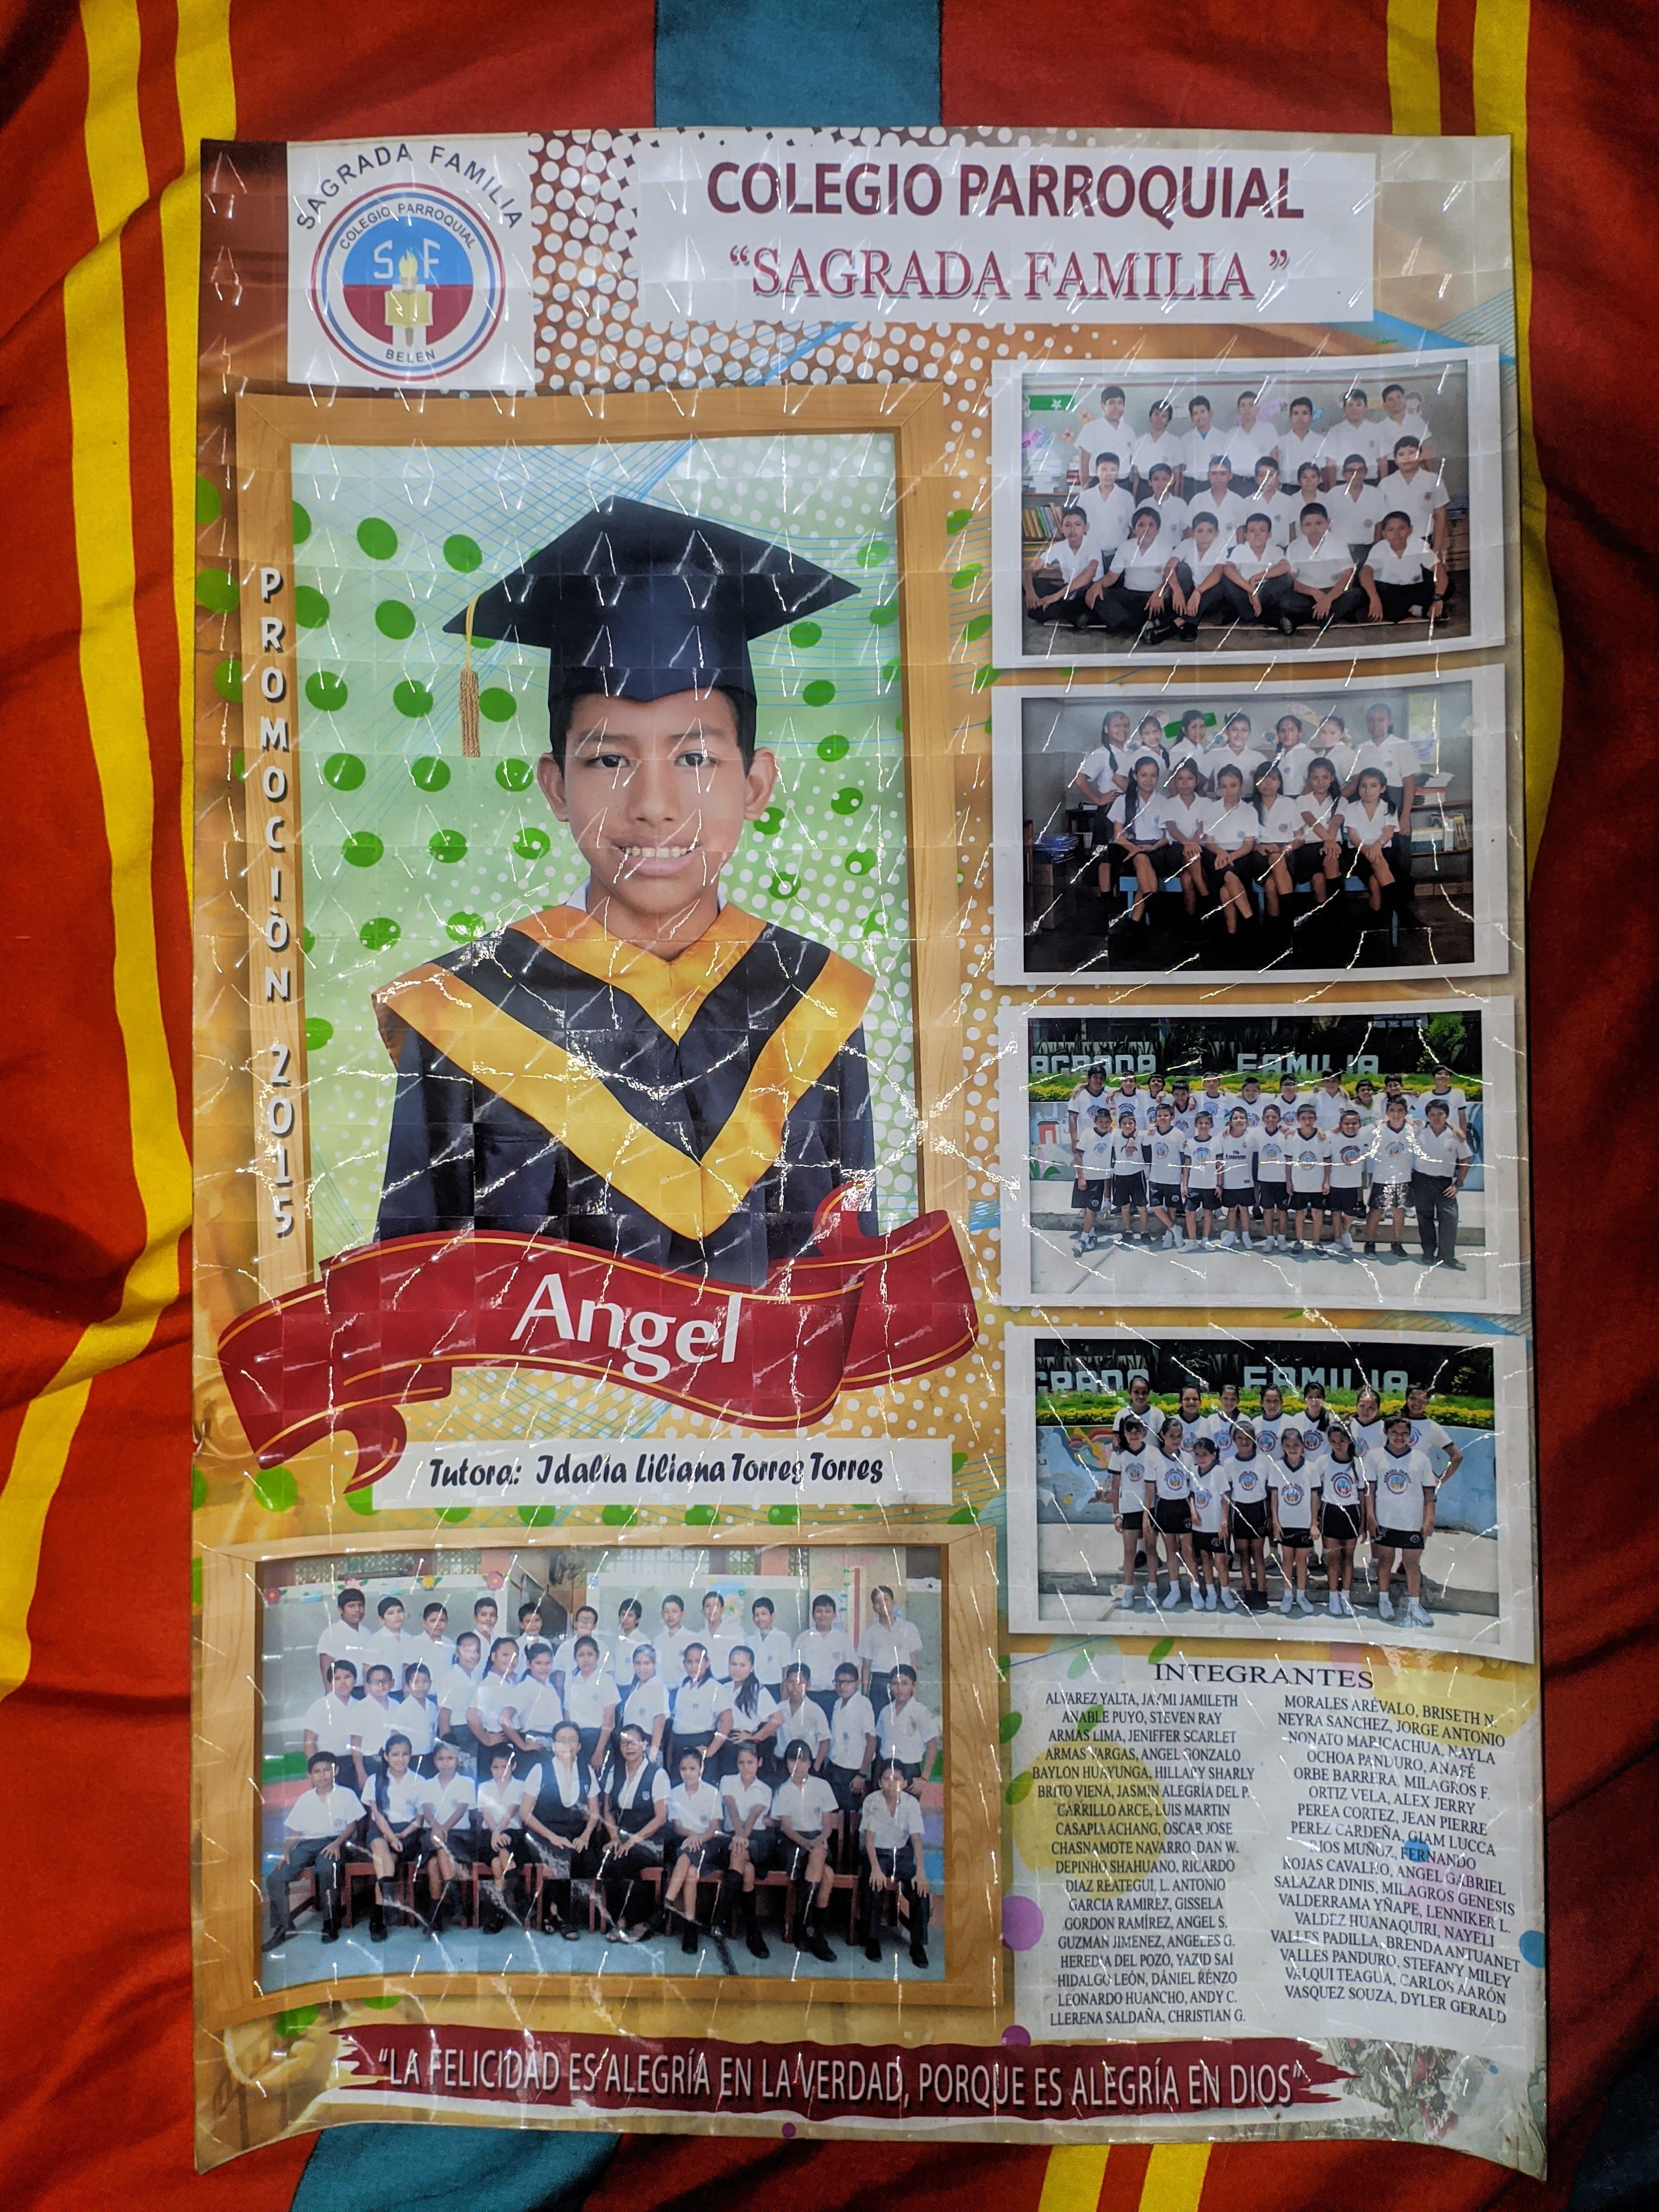 SAGRADA FAMILIA
COLEGIO PARROQUIAL
S F
BELEN
COLEGIO PARROQUIAL
“SAGRADA FAMILIA ”
PROMOCIÒN 2015
Angel
Tutora: Idalia Liliana Torres Torres
AGRADA FAMILIA
GRADA FAMILIA
INTEGRANTES
ALVAREZ YALTA, JAYMI JAMILETH
ANABLE PUYO, STEVEN RAY
ARMAS LIMA, JENIFFER SCARLET
ARMAS VARGAS, ANGEL GONZALO
BAYLON HUAYUNGA, HILLARY SHARLY
BRITO VIENA, JASMIN ALEGRÍA DEL P.
CARRILLO ARCE, LUIS MARTIN
CASAPIA ACHANG, OSCAR JOSE
CHASNAMOTE NAVARRO, DAN W.
DEPINHO SHAHUANO, RICARDO
DIAZ REATEGUI, L. ANTONIO
GARCIA RAMIREZ, GISSELA
GORDON RAMÍREZ, ANGEL S.
GUZMAN JIMENEZ, ANGELES G.
HEREDIA DEL POZO, YAZID SAI
HIDALGO LEÓN, DÁNIEL RENZO
LEONARDO HUANCHO, ANDY C.
LLERENA SALDAÑA, CHRISTIAN G.
MORALES ARÉVALO, BRISETH N.
NEYRA SANCHEZ, JORGE ANTONIO
NONATO MARICACHUA, NAYLA
OCHOA PANDURO, ANAFÉ
ORBE BARRERA, MILAGROS F.
ORTIZ VELA, ALEX JERRY
PEREA CORTEZ, JEAN PIERRE
PEREZ CARDEÑA, GIAM LUCCA
RIOS MUÑOZ, FERNANDO
ROJAS CAVALHO, ANGEL GABRIEL
SALAZAR DINIS, MILAGROS GENESIS
VALDERRAMA YÑAPE, LENNIKER L.
VALDEZ HUANAQUIRI, NAYELI
VALLES PADILLA, BRENDA ANTUANET
VALLES PANDURO, STEFANY MILEY
VALQUI TEAGUA, CARLOS AARÓN
VASQUEZ SOUZA, DYLER GERALD
“LA FELICIDAD ES ALEGRÍA EN LA VERDAD, PORQUE ES ALEGRÍA EN DIOS”